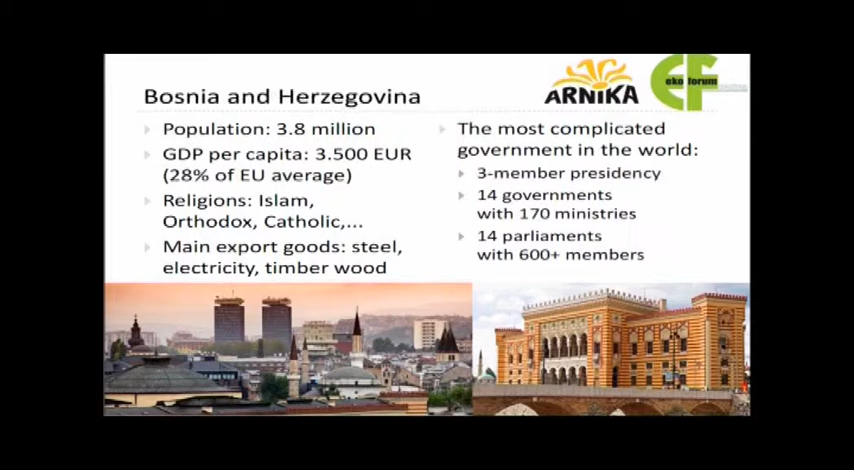 ARNIKA
eko forum
Bosnia and Herzegovina
Population: 3.8 million
GDP per capita: 3.500 EUR
(28% of EU average)
Religions: Islam,
Orthodox, Catholic,...
Main export goods: steel,
electricity, timber wood
The most complicated
government in the world:
3-member presidency
14 governments
with 170 ministries
14 parliaments
with 600+ members